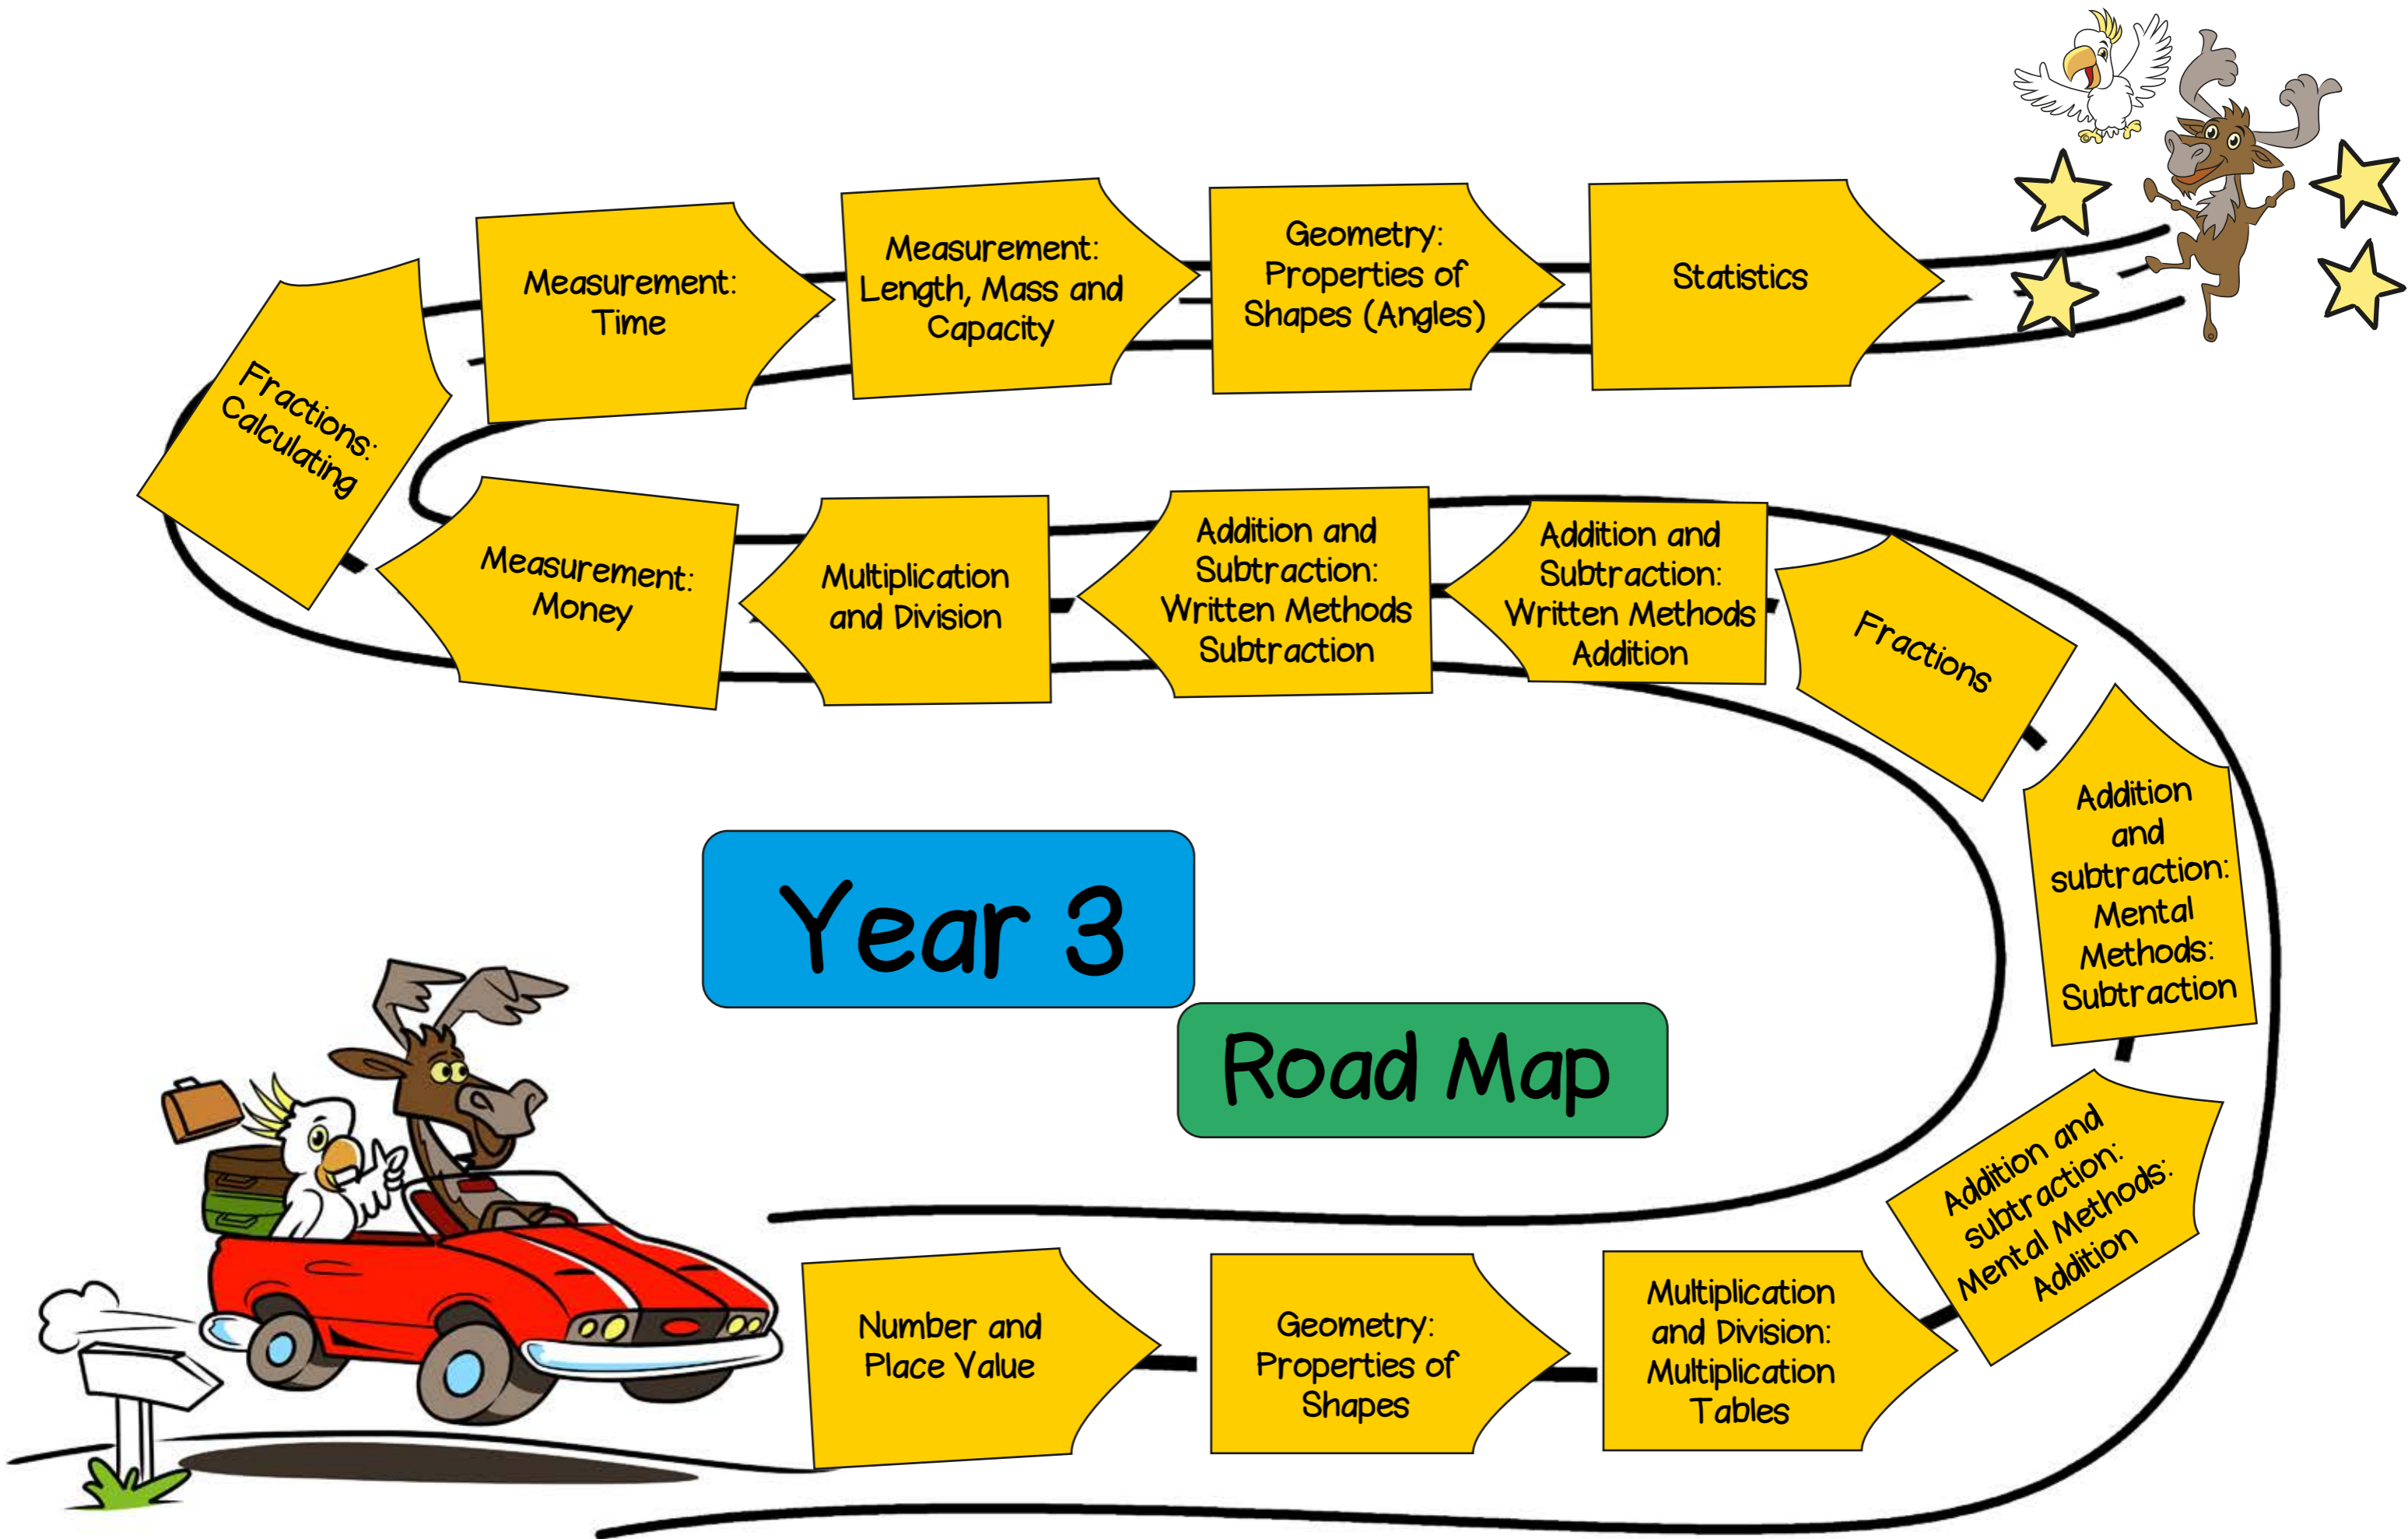 Measurement:
Time
Measurement:
Length, Mass and
Capacity
Geometry:
Properties of
Shapes (Angles)
Statistics
Fractions:
Calculating
Measurement:
Money
Multiplication
and Division
Addition and
Subtraction:
Written Methods
Subtraction
Addition and
Subtraction:
Written Methods
Addition
Fractions
Addition
and
subtraction:
Mental
Methods:
Subtraction
Year 3
Road Map
Addition and
subtraction:
Mental Methods:
Addition
Number and
Place Value
Geometry:
Properties of
Shapes
Multiplication
and Division:
Multiplication
Tables